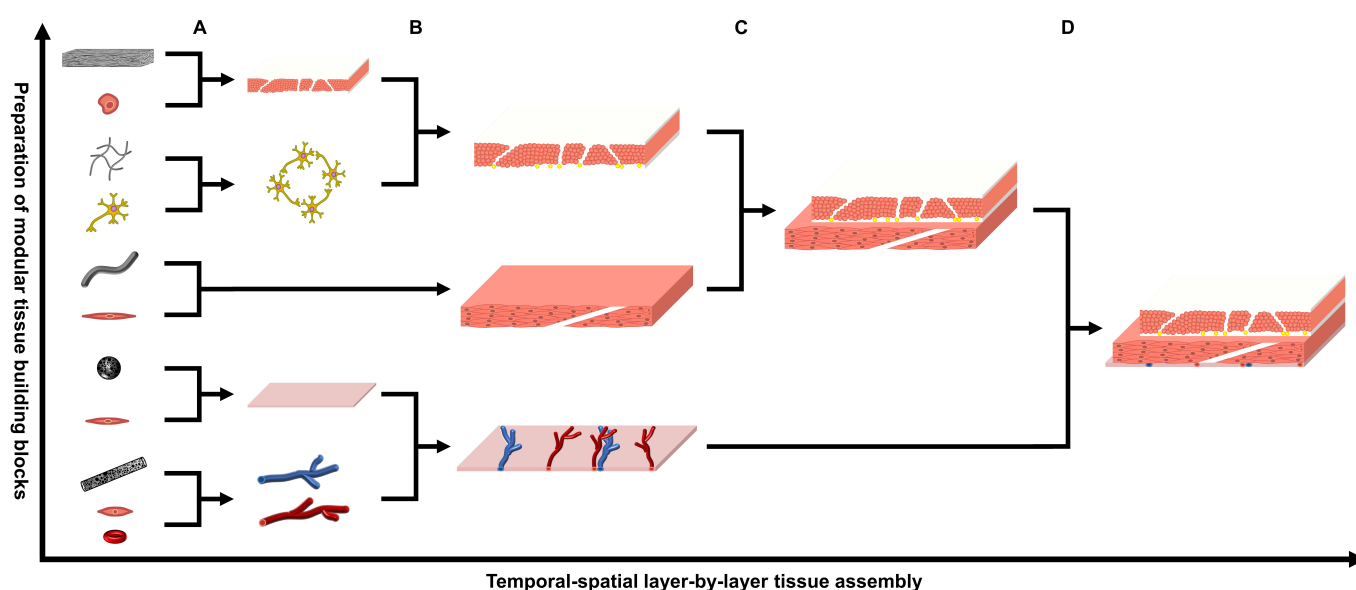 A
B
C
D
Preparation of modular tissue building blocks
Temporal-spatial layer-by-layer tissue assembly